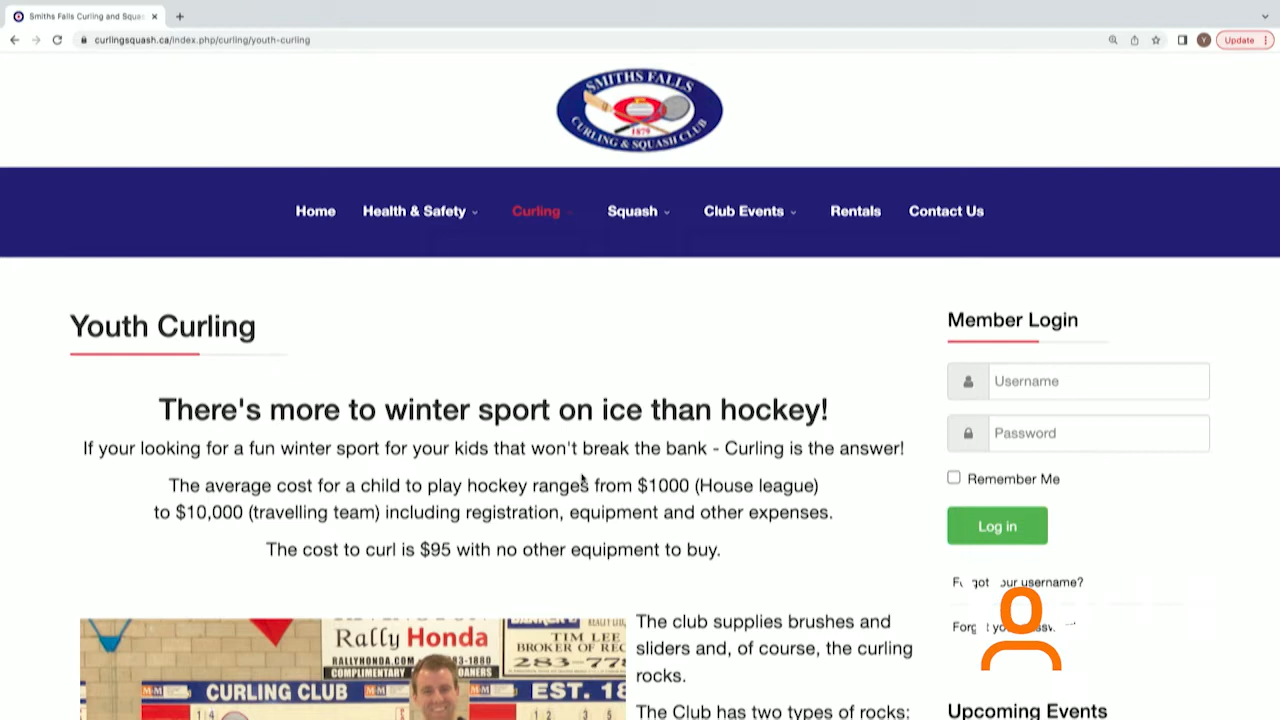 Smiths Falls Curling and Squas
curlingsquash.ca/index.php/curling/youth-curling
Update
SMITHS FALLS
1879
CURLING & SQUASH CLUB
Home Health & Safety Curling Squash Club Events Rentals Contact Us
Youth Curling
There's more to winter sport on ice than hockey!
If your looking for a fun winter sport for your kids that won't break the bank - Curling is the answer!
The average cost for a child to play hockey ranges from $1000 (House league)
to $10,000 (travelling team) including registration, equipment and other expenses.
The cost to curl is $95 with no other equipment to buy.
The club supplies brushes and
sliders and, of course, the curling
rocks.
The Club has two types of rocks:
Rally Honda
RALLYHONDA.COM
COMPLIMENTARY
TIM LEE
BROKER OF REC
283-778
CURLING CLUB
EST. 18
Member Login
Username
Password
Remember Me
Log in
username?
Upcoming Events